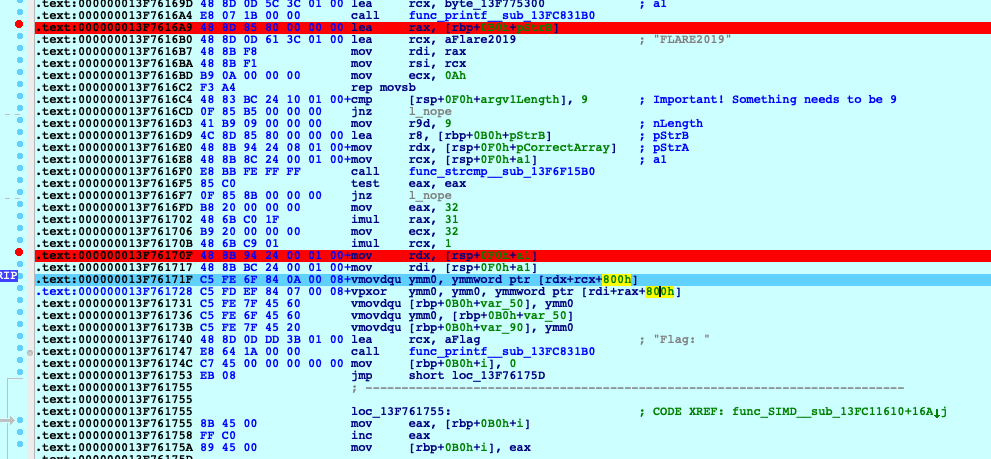 .text:000000013F76169D 48 8D 0D 5C 3C 01 00 lea rcx, byte_13F775300 ; a1
.text:000000013F7616A4 E8 07 1B 00 00 call func_printf__sub_13FC831B0
.text:000000013F7616A9 48 8D 85 80 00 00 00 lea rax, [rbp+0B0h+pStrB]
.text:000000013F7616B0 48 8D 0D 61 3C 01 00 lea rcx, aFlare2019 ; "FLARE2019"
.text:000000013F7616B7 48 8B F8 mov rdi, rax
.text:000000013F7616BA 48 8B F1 mov rsi, rcx
.text:000000013F7616BD B9 0A 00 00 00 mov ecx, 0Ah
.text:000000013F7616C2 F3 A4 rep movsb
.text:000000013F7616C4 48 83 BC 24 10 01 00+cmp [rsp+0F0h+argv1Length], 9 ; Important! Something needs to be 9
.text:000000013F7616CD 0F 85 B5 00 00 00 jnz l_nope
.text:000000013F7616D3 41 B9 09 00 00 00 mov r9d, 9 ; nLength
.text:000000013F7616D9 4C 8D 85 80 00 00 00 lea r8, [rbp+0B0h+pStrB] ; pStrB
.text:000000013F7616E0 48 8B 94 24 08 01 00+mov rdx, [rsp+0F0h+pCorrectArray] ; pStrA
.text:000000013F7616E8 48 8B 8C 24 00 01 00+mov rcx, [rsp+0F0h+a1] ; a1
.text:000000013F7616F0 E8 BB FE FF FF call func_strcmp__sub_13F6F15B0
.text:000000013F7616F5 85 C0 test eax, eax
.text:000000013F7616F7 0F 85 8B 00 00 00 jnz l_nope
.text:000000013F7616FD B8 20 00 00 00 mov eax, 32
.text:000000013F761702 48 6B C0 1F imul rax, 31
.text:000000013F761706 B9 20 00 00 00 mov ecx, 32
.text:000000013F76170B 48 6B C9 01 imul rcx, 1
.text:000000013F76170F 48 8B 94 24 00 01 00+mov rdx, [rsp+0F0h+a1]
.text:000000013F761717 48 8B BC 24 00 01 00+mov rdi, [rsp+0F0h+a1]
RIP .text:000000013F76171F C5 FE 6F 84 0A 00 08+vmovdqu ymm0, ymmword ptr [rdx+rcx+800h]
.text:000000013F761728 C5 FD EF 84 07 00 08+vpxor ymm0, ymm0, ymmword ptr [rdi+rax+800h]
.text:000000013F761731 C5 FE 7F 45 60 vmovdqu [rbp+0B0h+var_50], ymm0
.text:000000013F761736 C5 FE 6F 45 60 vmovdqu ymm0, [rbp+0B0h+var_50]
.text:000000013F76173B C5 FE 7F 45 20 vmovdqu [rbp+0B0h+var_90], ymm0
.text:000000013F761740 48 8D 0D DD 3B 01 00 lea rcx, aFlag ; "Flag: "
.text:000000013F761747 E8 64 1A 00 00 call func_printf__sub_13FC831B0
.text:000000013F76174C C7 45 00 00 00 00 00 mov [rbp+0B0h+i], 0
.text:000000013F761753 EB 08 jmp short loc_13F76175D
.text:000000013F761755 ; ---------------------------------------------------------------------------
.text:000000013F761755
.text:000000013F761755 loc_13F761755: ; CODE XREF: func_SIMD__sub_13FC11610+16A↓j
.text:000000013F761755 8B 45 00 mov eax, [rbp+0B0h+i]
.text:000000013F761758 FF C0 inc eax
.text:000000013F76175A 89 45 00 mov [rbp+0B0h+i], eax